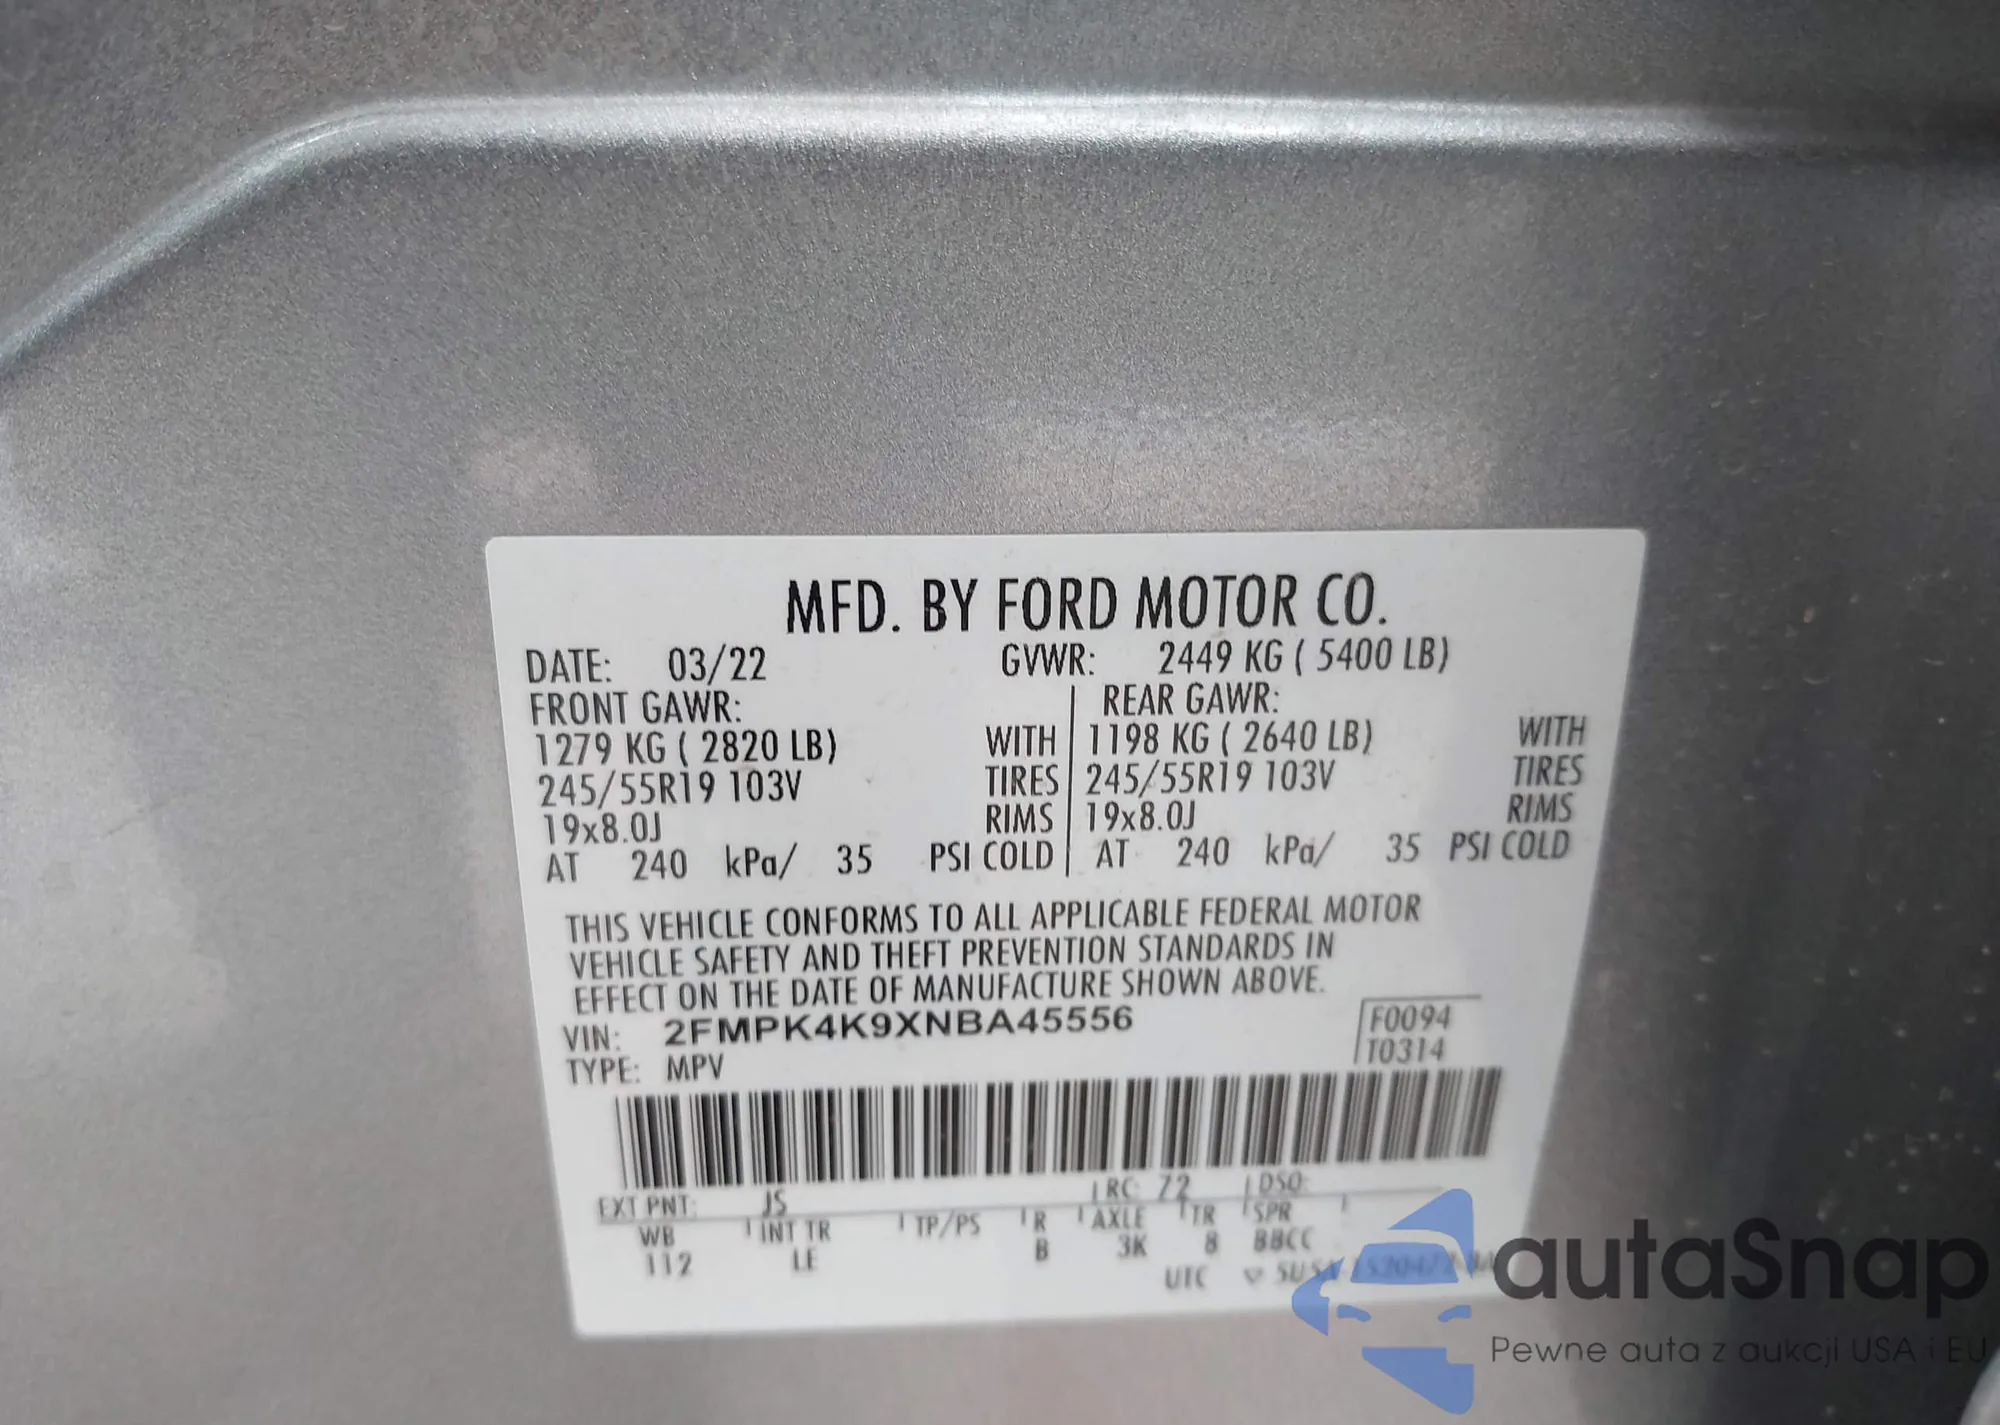 MFD. BY FORD MOTOR CO.
DATE: 03/22 GVWR: 2449 KG ( 5400 LB)
FRONT GAWR: REAR GAWR:
1279 KG ( 2820 LB) WITH 1198 KG ( 2640 LB) WITH
245/55R19 103V TIRES 245/55R19 103V TIRES
19x8.0J RIMS 19x8.0J RIMS
AT 240 kPa/ 35 PSI COLD AT 240 kPa/ 35 PSI COLD
THIS VEHICLE CONFORMS TO ALL APPLICABLE FEDERAL MOTOR
VEHICLE SAFETY AND THEFT PREVENTION STANDARDS IN
EFFECT ON THE DATE OF MANUFACTURE SHOWN ABOVE.
VIN: 2FMPK4K9XNBA45556 F0094
TYPE: MPV T0314
EXT PNT: JS RC: 72 DSO:
WB INT TR TP/PS R AXLE TR SPR
112 LE B 3K 8 BBCC
UTC
autaSnap
Pewne auta z aukcji USA i EU